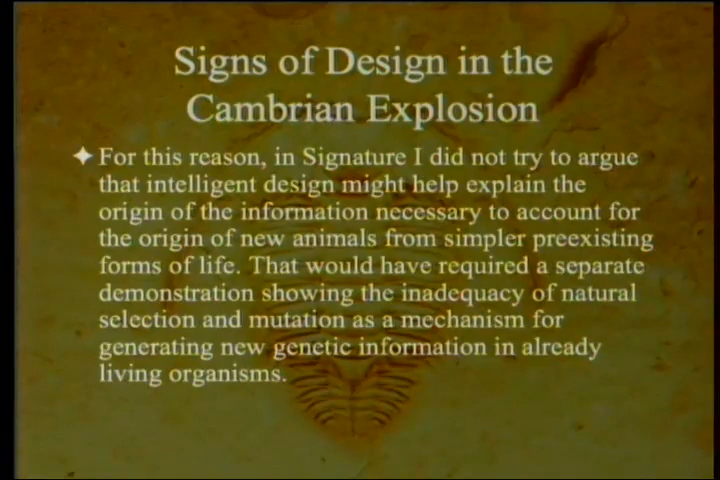 Signs of Design in the
Cambrian Explosion
For this reason, in Signature I did not try to argue
that intelligent design might help explain the
origin of the information necessary to account for
the origin of new animals from simpler preexisting
forms of life. That would have required a separate
demonstration showing the inadequacy of natural
selection and mutation as a mechanism for
generating new genetic information in already
living organisms.